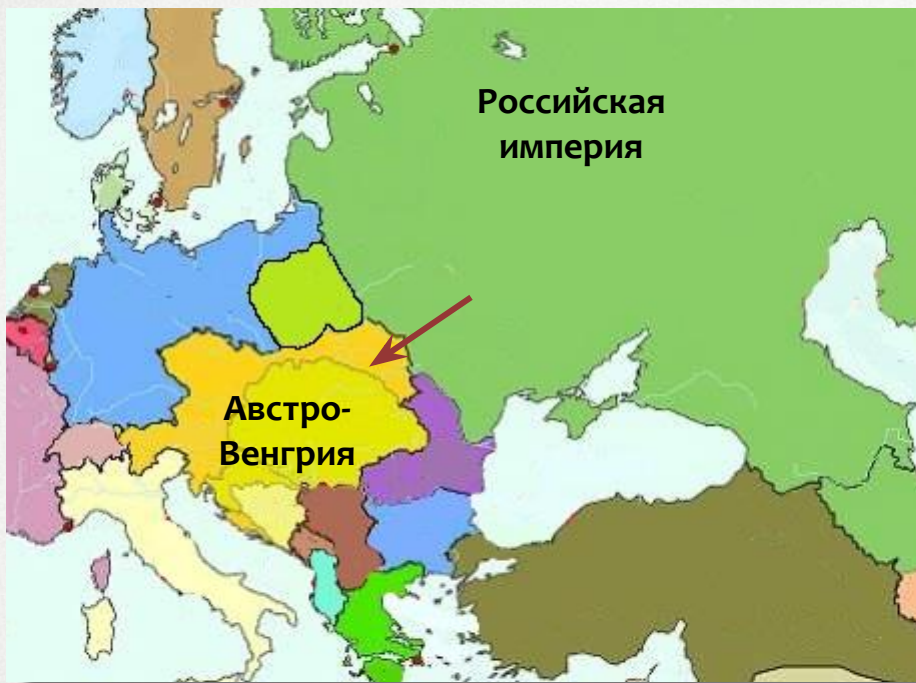 Российская
империя
Австро-
Венгрия